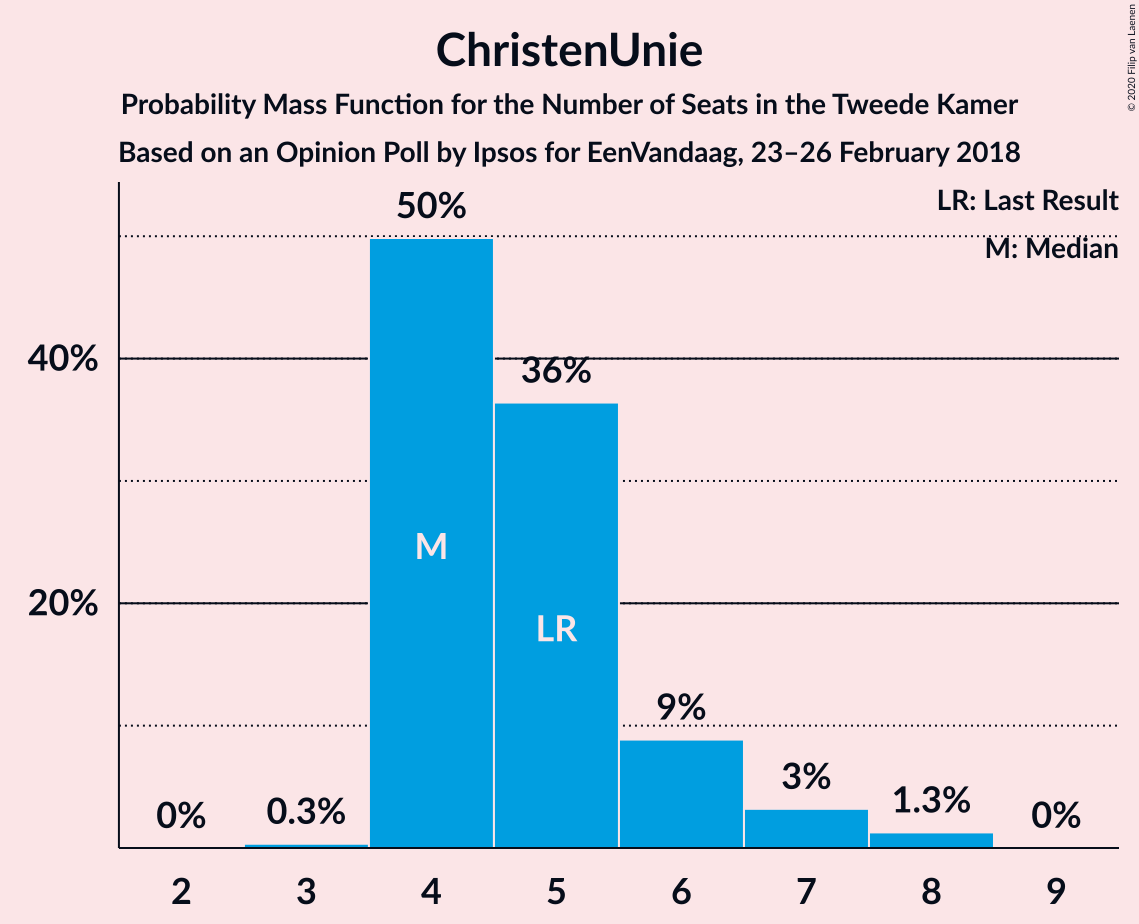 ChristenUnie
Probability Mass Function for the Number of Seats in the Tweede Kamer
Based on an Opinion Poll by Ipsos for EenVandaag, 23–26 February 2018
© 2020 Filip van Laenen
LR: Last Result
M: Median
50%
40%
36%
M
20%
LR
9%
3%
1.3%
0.3%
0%
0%
2 3 4 5 6 7 8 9